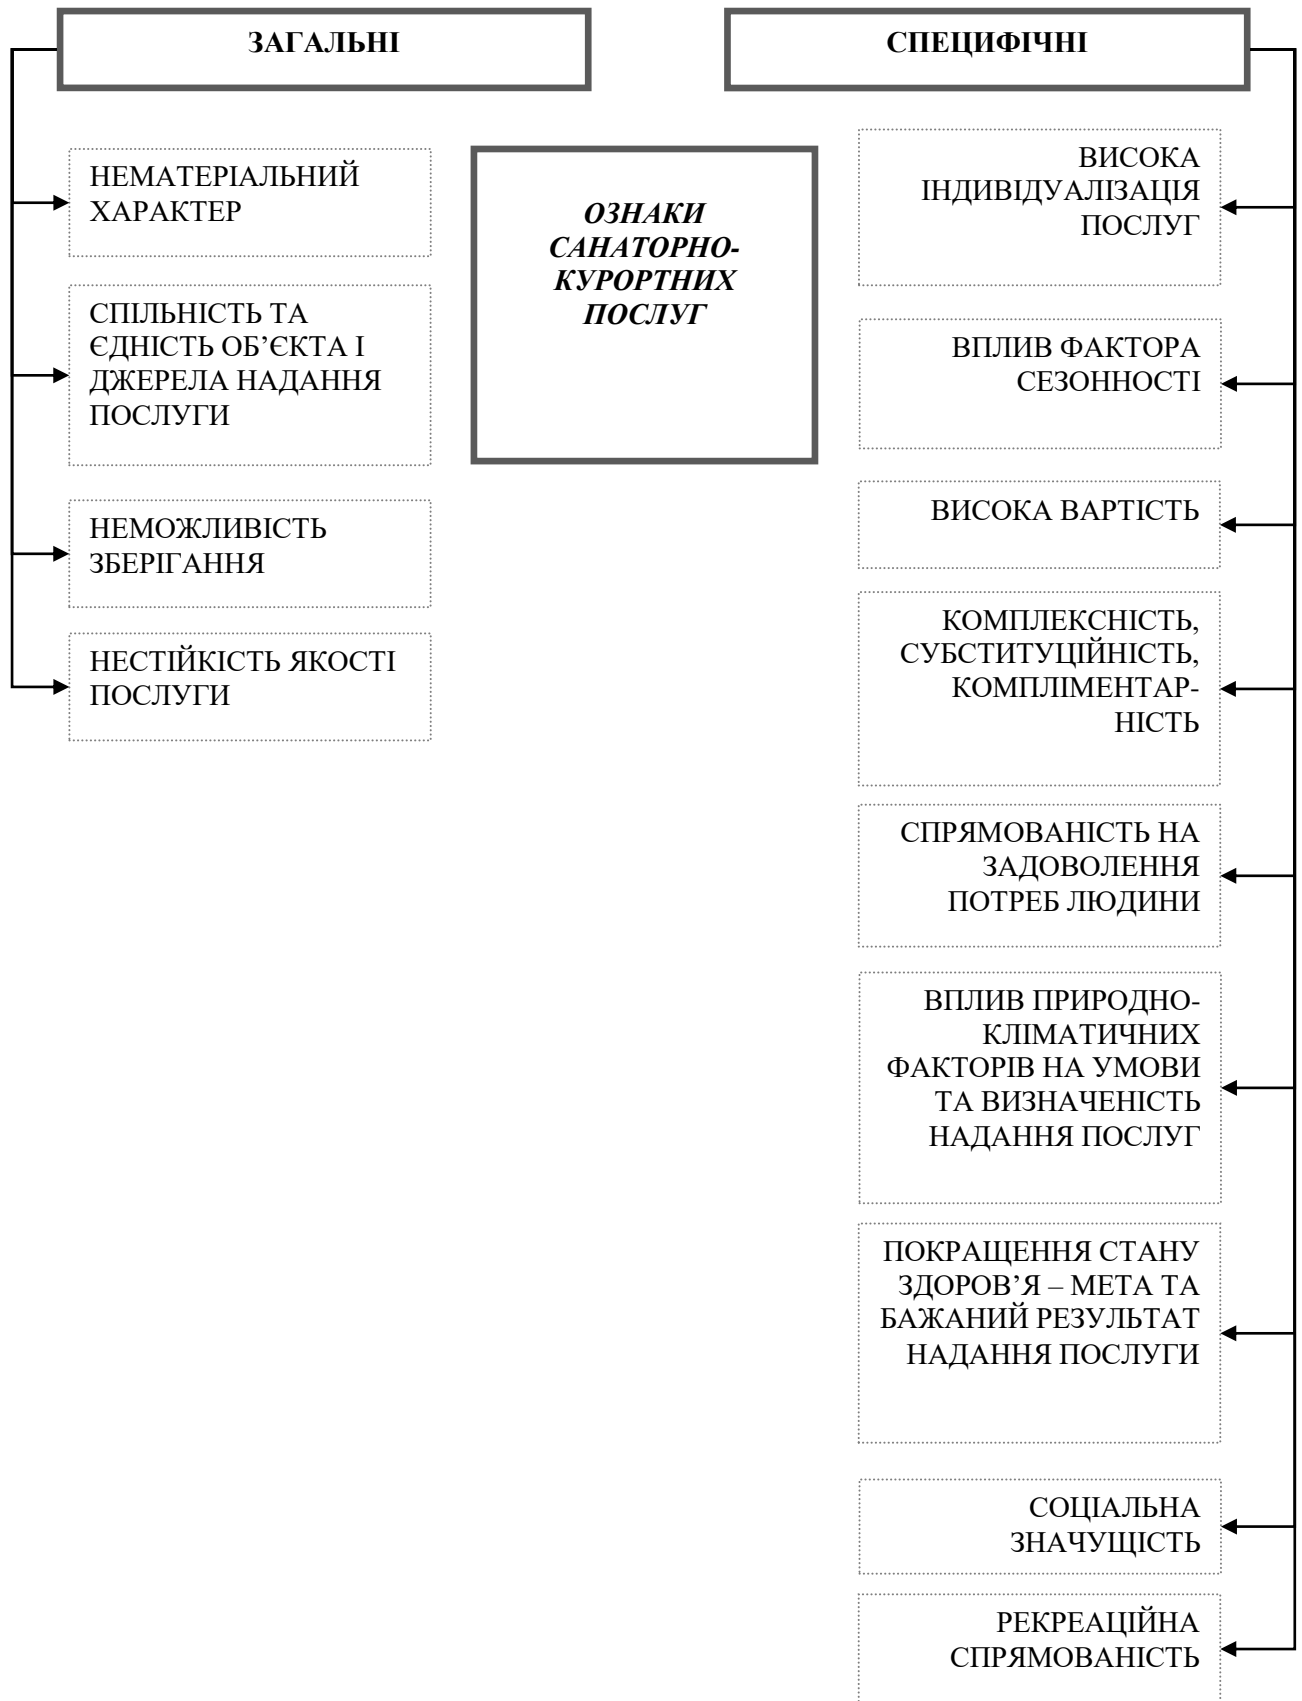 ЗАГАЛЬНІ
СПЕЦИФІЧНІ
НЕМАТЕРІАЛЬНИЙ
ХАРАКТЕР
СПІЛЬНІСТЬ ТА
ЄДНІСТЬ ОБ’ЄКТА І
ДЖЕРЕЛА НАДАННЯ
ПОСЛУГИ
НЕМОЖЛИВІСТЬ
ЗБЕРІГАННЯ
НЕСТІЙКІСТЬ ЯКОСТІ
ПОСЛУГИ
ОЗНАКИ
САНАТОРНО-
КУРОРТНИХ
ПОСЛУГ
ВИСОКА
ІНДИВІДУАЛІЗАЦІЯ
ПОСЛУГ
ВПЛИВ ФАКТОРА
СЕЗОННОСТІ
ВИСОКА ВАРТІСТЬ
КОМПЛЕКСНІСТЬ,
СУБСТИТУЦІЙНІСТЬ,
КОМПЛІМЕНТАР-
НІСТЬ
СПРЯМОВАНІСТЬ НА
ЗАДОВОЛЕННЯ
ПОТРЕБ ЛЮДИНИ
ВПЛИВ ПРИРОДНО-
КЛІМАТИЧНИХ
ФАКТОРІВ НА УМОВИ
ТА ВИЗНАЧЕНІСТЬ
НАДАННЯ ПОСЛУГ
ПОКРАЩЕННЯ СТАНУ
ЗДОРОВ’Я – МЕТА ТА
БАЖАНИЙ РЕЗУЛЬТАТ
НАДАННЯ ПОСЛУГИ
СОЦІАЛЬНА
ЗНАЧУЩІСТЬ
РЕКРЕАЦІЙНА
СПРЯМОВАНІСТЬ